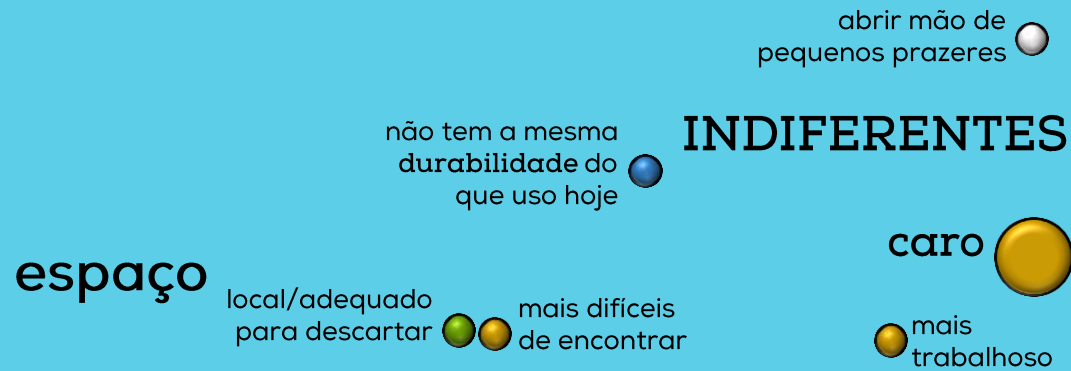 abrir mão de
pequenos prazeres
INDIFERENTES
não tem a mesma
durabilidade do
que uso hoje
caro
espaço
local/adequado
para descartar
mais difíceis
de encontrar
mais
trabalhoso